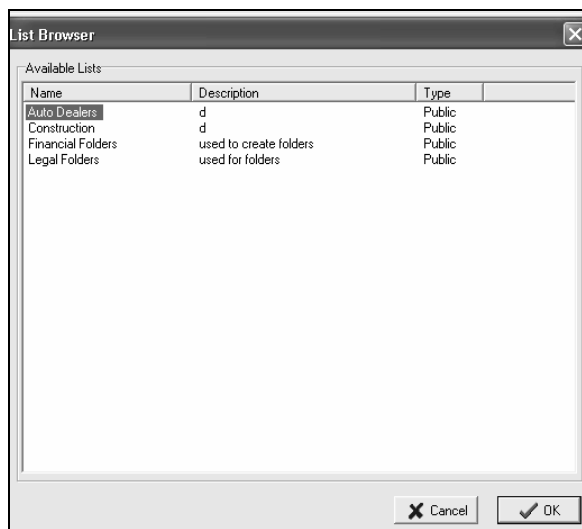 List Browser
Available Lists
Name Description Type
Auto Dealers d Public
Construction d Public
Financial Folders used to create folders Public
Legal Folders used for folders Public
Cancel OK